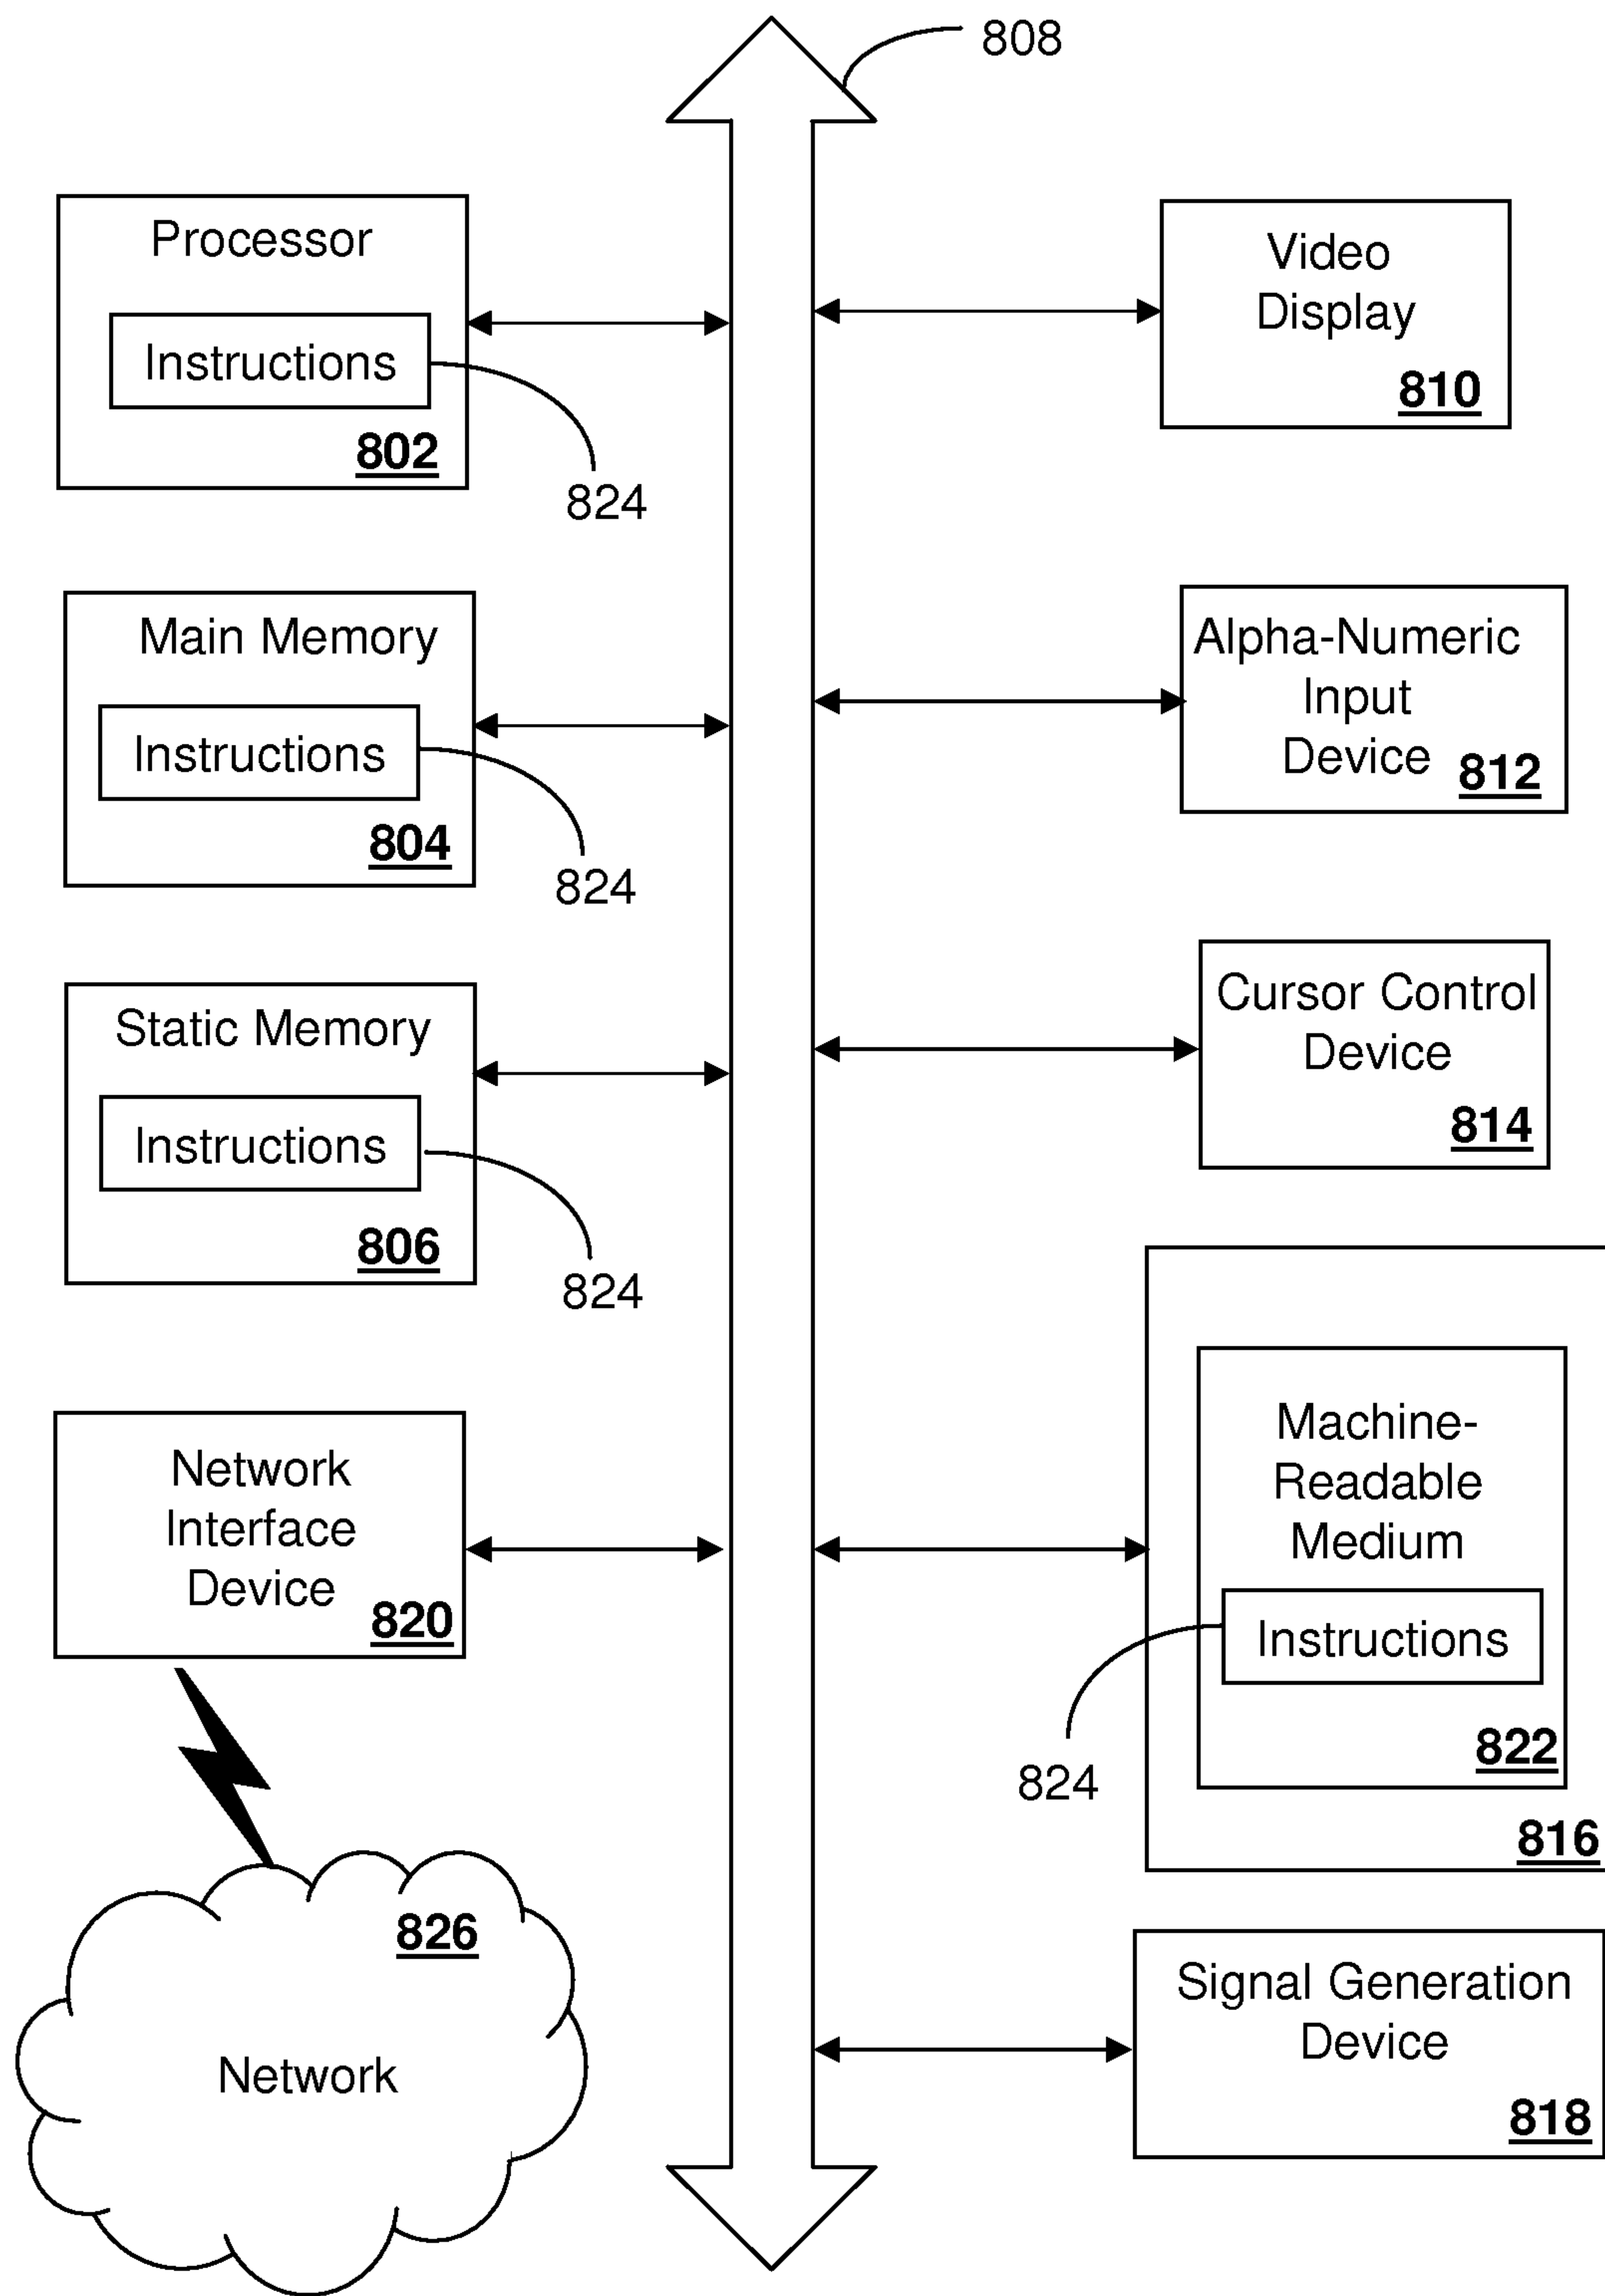 808
Processor
Instructions
802
824
Main Memory
Instructions
804
824
Static Memory
Instructions
806
824
Network
Interface
Device
820
826
Network
Video
Display
810
Alpha-Numeric
Input
Device
812
Cursor Control
Device
814
Machine-
Readable
Medium
Instructions
822
824
816
Signal Generation
Device
818